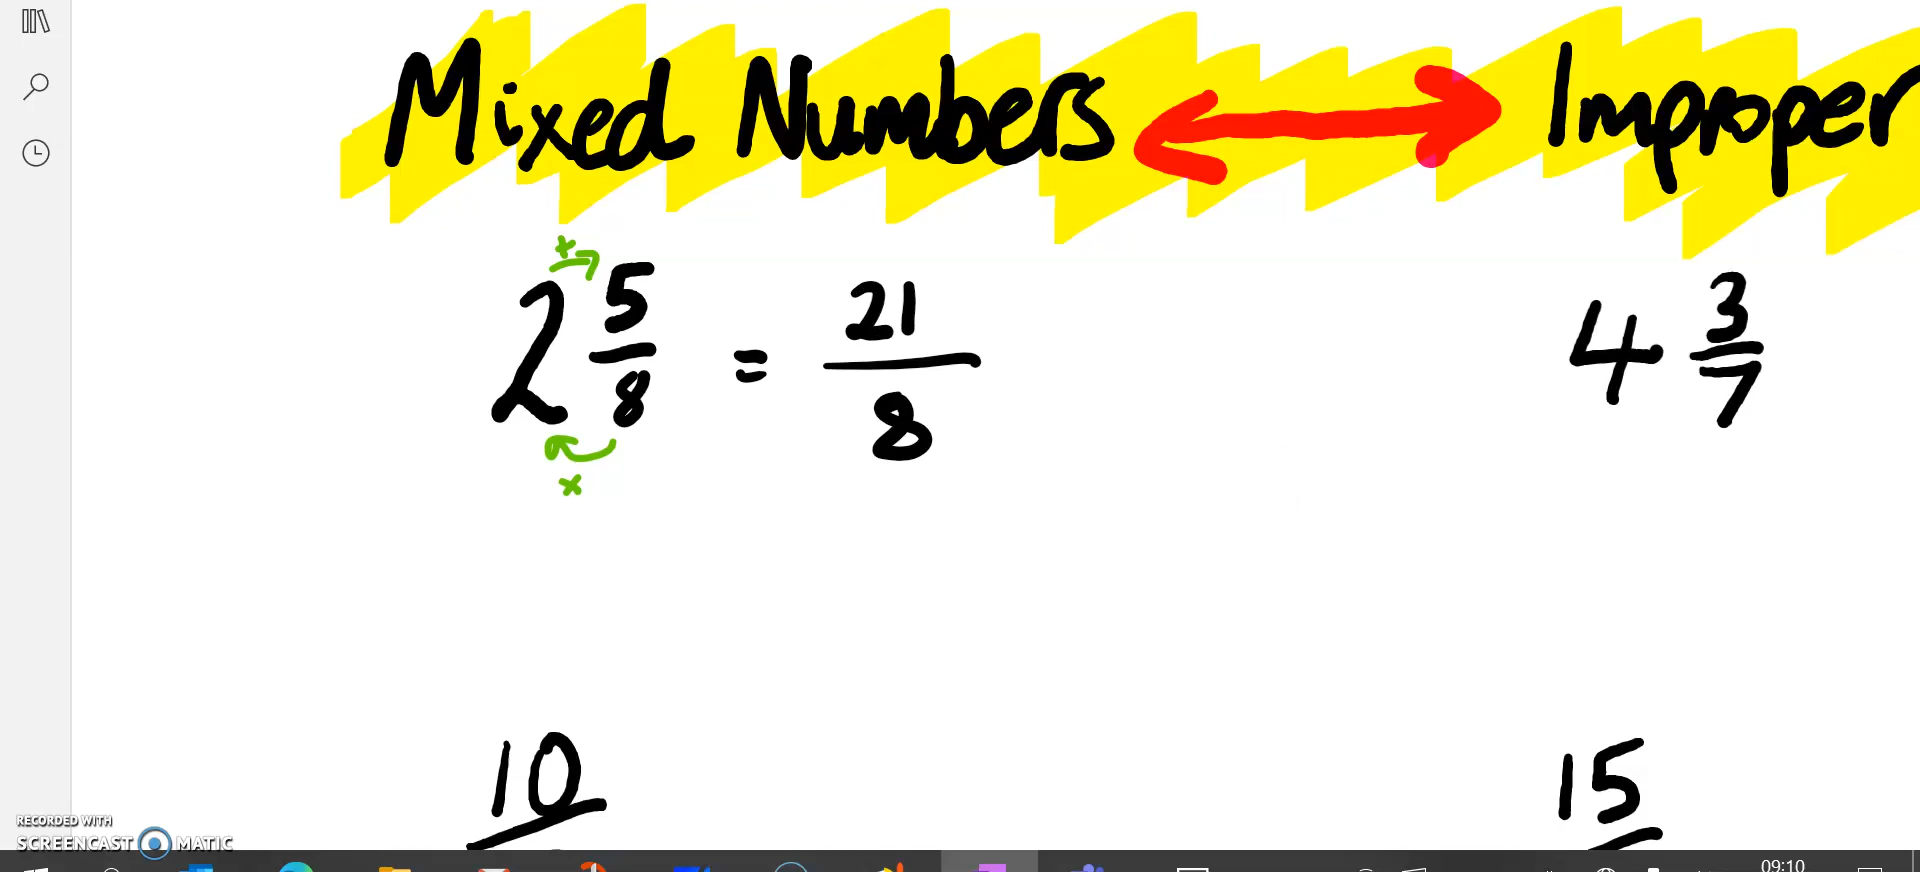 Mixed Numbers ↔ Improper
+
2 5/8 = 21/8
×
4 3/7
10
15
RECORDED WITH
SCREENCAST MATIC
09:10